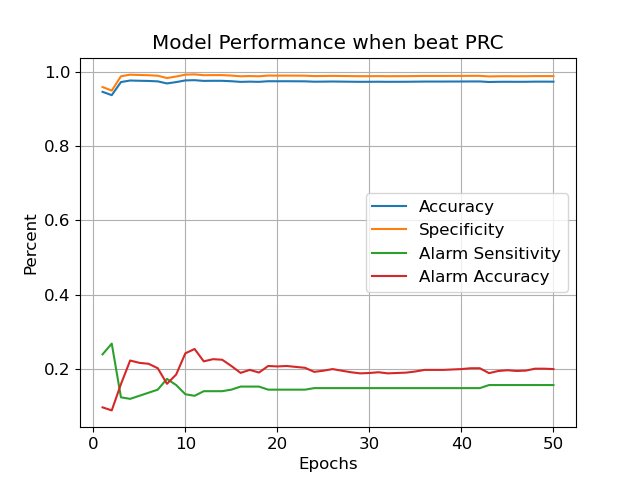 Model Performance when beat PRC
1.0
0.8
0.6
0.4
0.2
Percent
Accuracy
Specificity
Alarm Sensitivity
Alarm Accuracy
0 10 20 30 40 50
Epochs